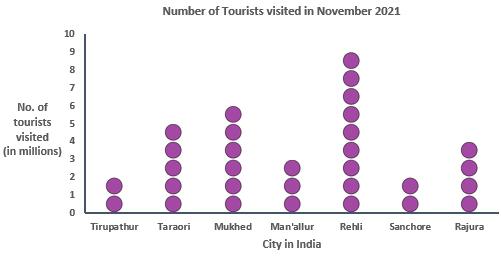 Number of Tourists visited in November 2021
10
9
8
7
6
5
4
3
2
1
0
No. of
tourists
visited
(in millions)
Tirupathur Taraori Mukhed Man'allur Rehli Sanchore Rajura
City in India